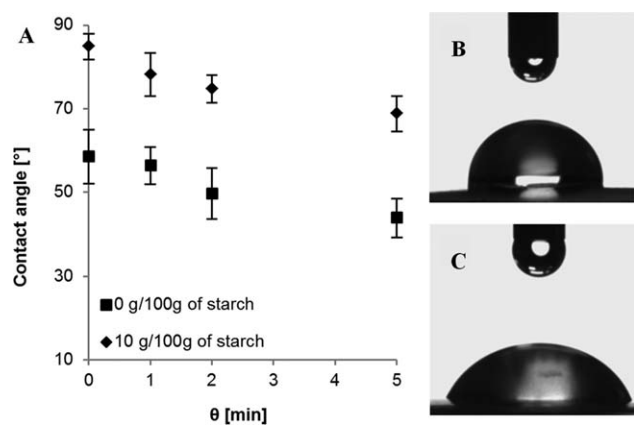 A
90
70
50
30
10
Contact angle [°]
■ 0 g/100g of starch
◆ 10 g/100g of starch
0 1 2 3 4 5
θ [min]
B
C